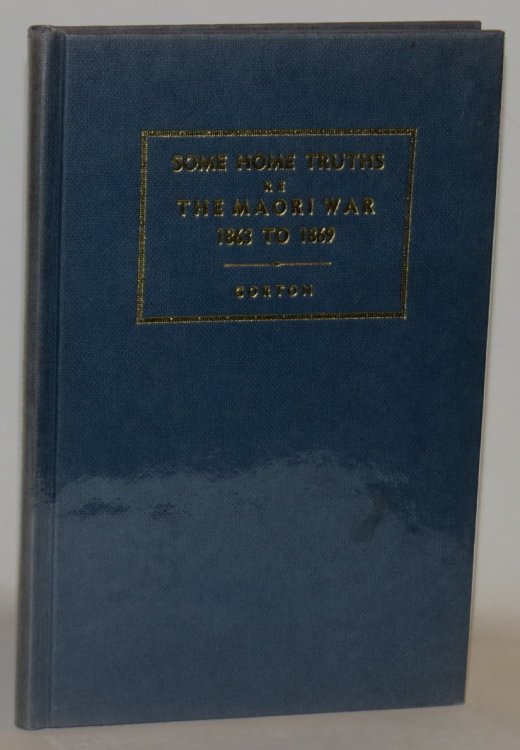 SOME HOME TRUTHS
RE
THE MAORI WAR
1863 TO 1869
GORTON